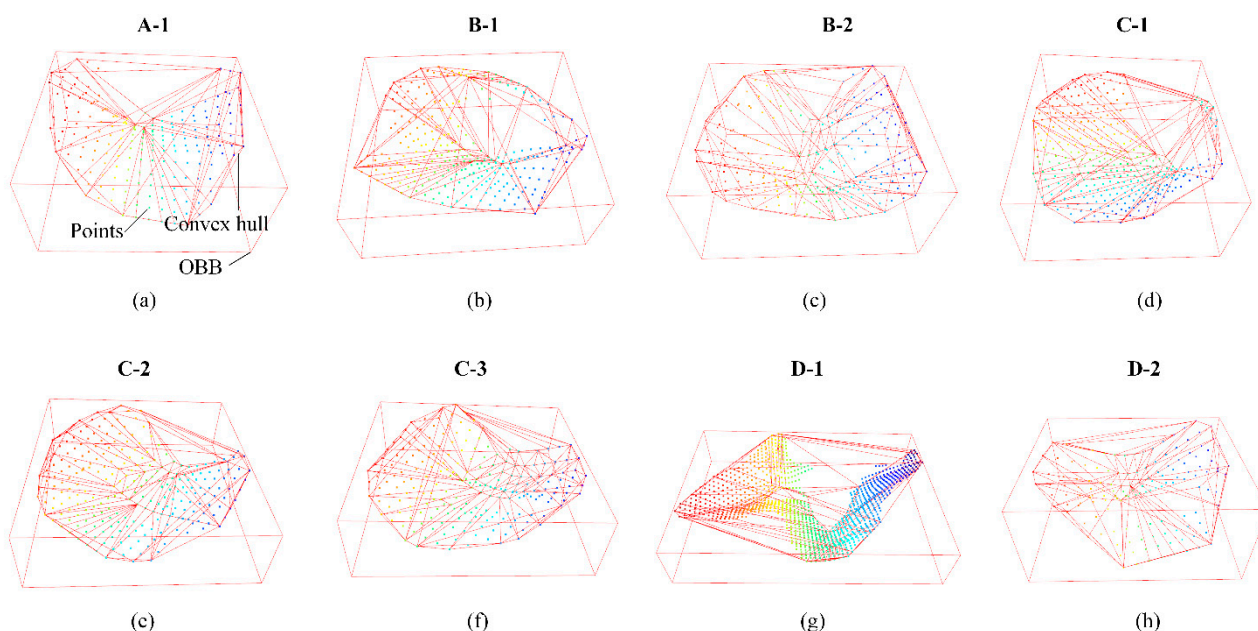 A-1 B-1 B-2 C-1
Points Convex hull
OBB
(a) (b) (c) (d)
C-2 C-3 D-1 D-2
(e) (f) (g) (h)